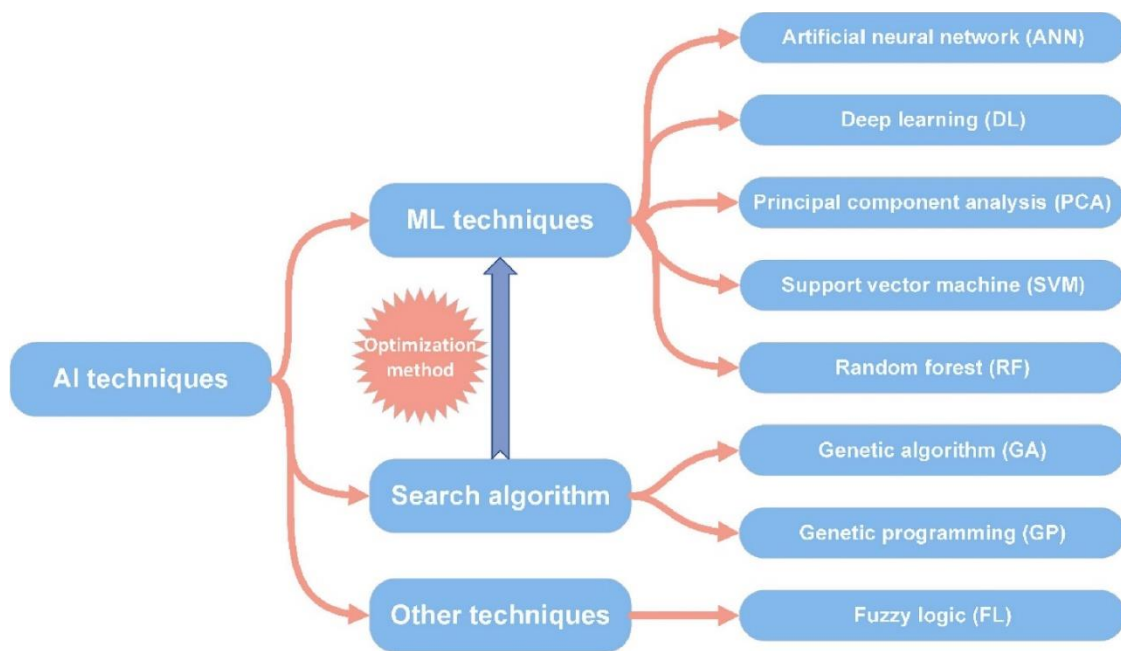 Artificial neural network (ANN)
Deep learning (DL)
Principal component analysis (PCA)
ML techniques
Support vector machine (SVM)
Optimization
method
AI techniques
Random forest (RF)
Genetic algorithm (GA)
Search algorithm
Genetic programming (GP)
Other techniques
Fuzzy logic (FL)